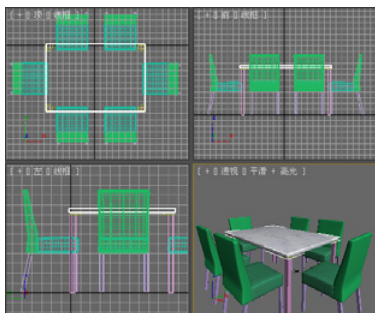 [ + 0 顶 0 线框 ]
[ + 0 前 0 线框 ]
[ + 0 左 0 线框 ]
[ + 0 透视 0 平滑 + 高光 ]